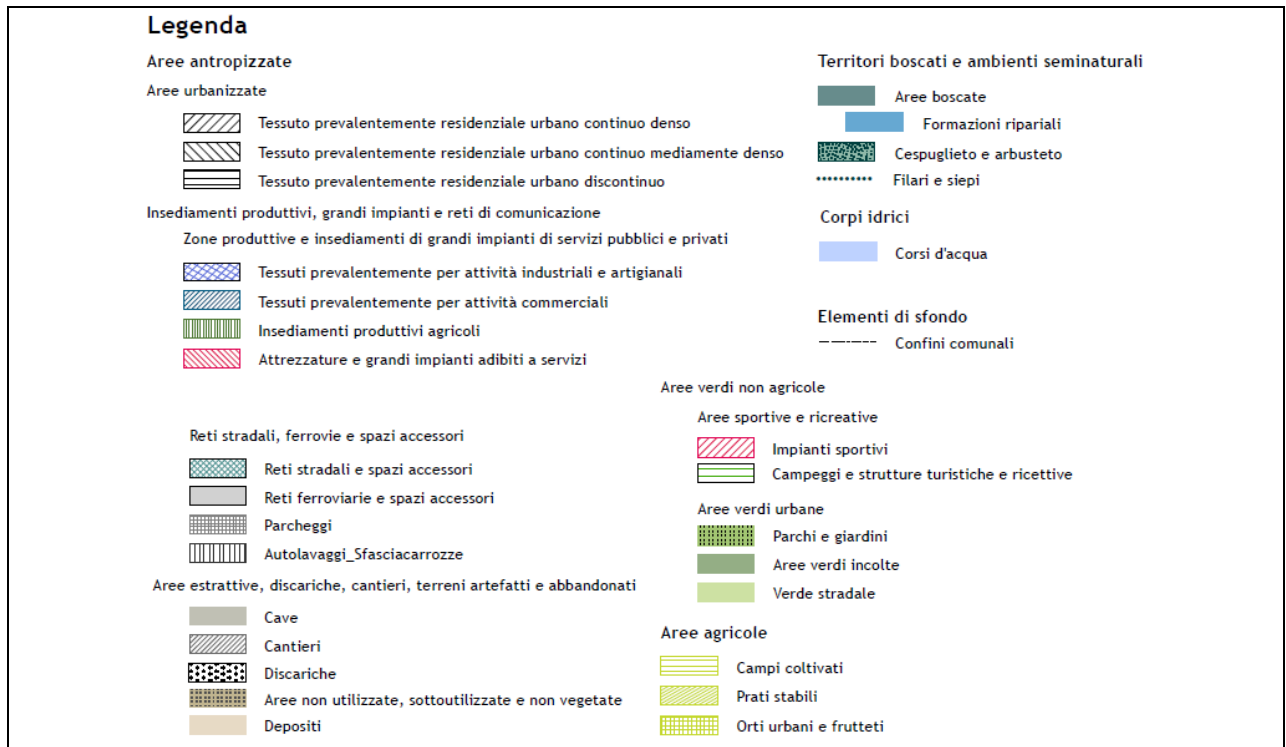 Legenda
Aree antropizzate
Aree urbanizzate
Tessuto prevalentemente residenziale urbano continuo denso
Tessuto prevalentemente residenziale urbano continuo mediamente denso
Tessuto prevalentemente residenziale urbano discontinuo
Insediamenti produttivi, grandi impianti e reti di comunicazione
Zone produttive e insediamenti di grandi impianti di servizi pubblici e privati
Tessuti prevalentemente per attività industriali e artigianali
Tessuti prevalentemente per attività commerciali
Insediamenti produttivi agricoli
Attrezzature e grandi impianti adibiti a servizi
Reti stradali, ferrovie e spazi accessori
Reti stradali e spazi accessori
Reti ferroviarie e spazi accessori
Parcheggi
Autolavaggi_Sfasciacarrozze
Aree estrattive, discariche, cantieri, terreni artefatti e abbandonati
Cave
Cantieri
Discariche
Aree non utilizzate, sottoutilizzate e non vegetate
Depositi
Territori boscati e ambienti seminaturali
Aree boscate
Formazioni ripariali
Cespuglieto e arbusteto
Filari e siepi
Corpi idrici
Corsi d'acqua
Elementi di sfondo
Confini comunali
Aree verdi non agricole
Aree sportive e ricreative
Impianti sportivi
Campeggi e strutture turistiche e ricettive
Aree verdi urbane
Parchi e giardini
Aree verdi incolte
Verde stradale
Aree agricole
Campi coltivati
Prati stabili
Orti urbani e frutteti